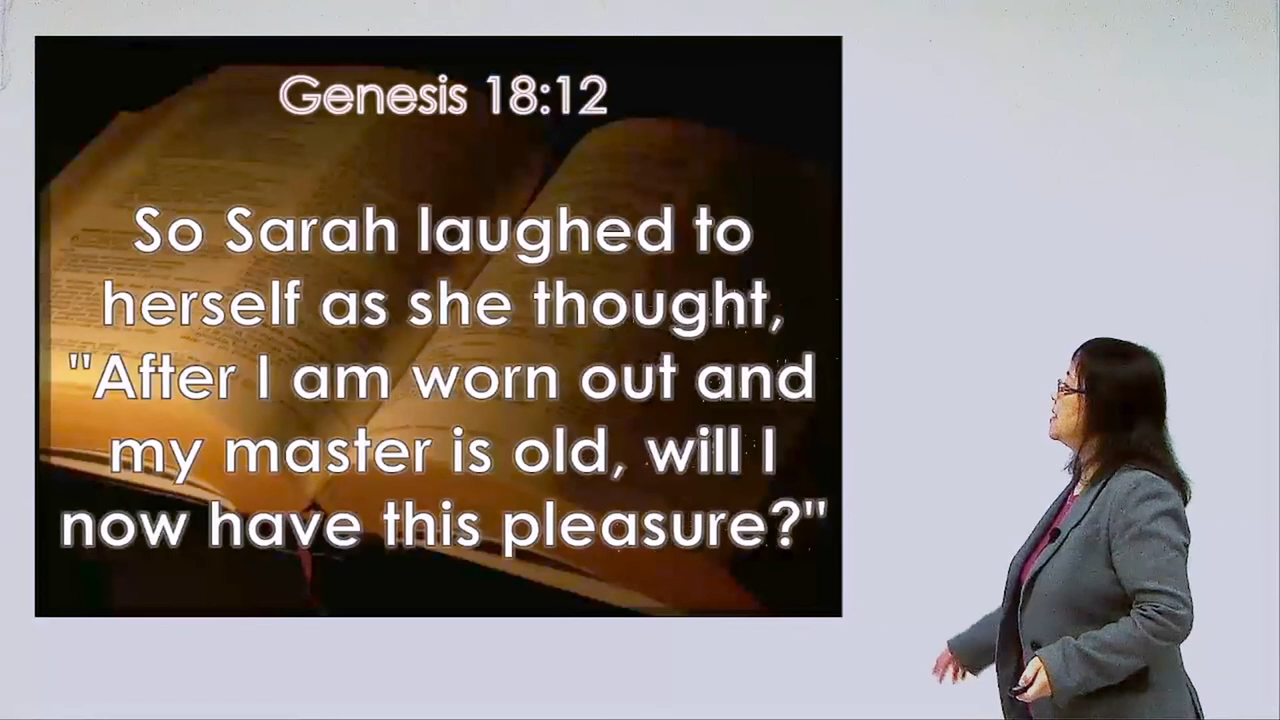 Genesis 18:12
So Sarah laughed to
herself as she thought,
"After I am worn out and
my master is old, will I
now have this pleasure?"